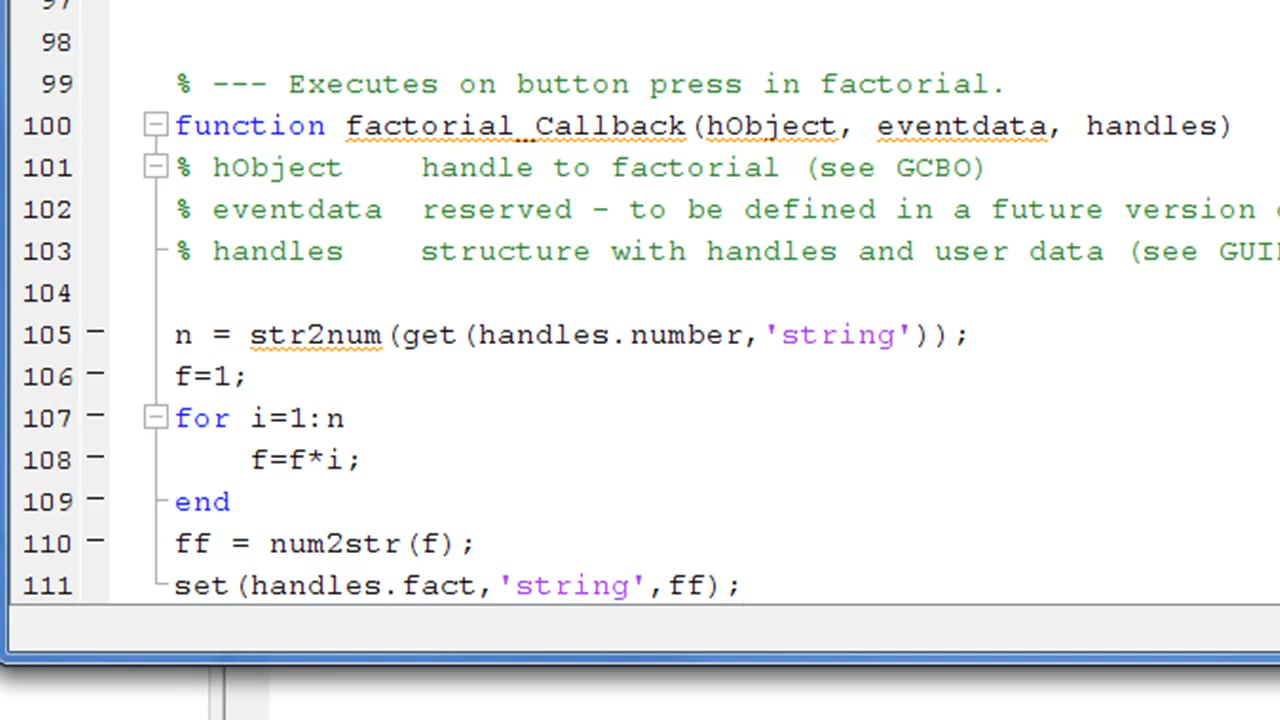 97
98
99 % --- Executes on button press in factorial.
100 function factorial_Callback(hObject, eventdata, handles)
101 % hObject    handle to factorial (see GCBO)
102 % eventdata  reserved - to be defined in a future version
103 % handles    structure with handles and user data (see
104
105 n = str2num(get(handles.number,'string'));
106 f=1;
107 for i=1:n
108     f=f*i;
109 end
110 ff = num2str(f);
111 set(handles.fact,'string',ff);